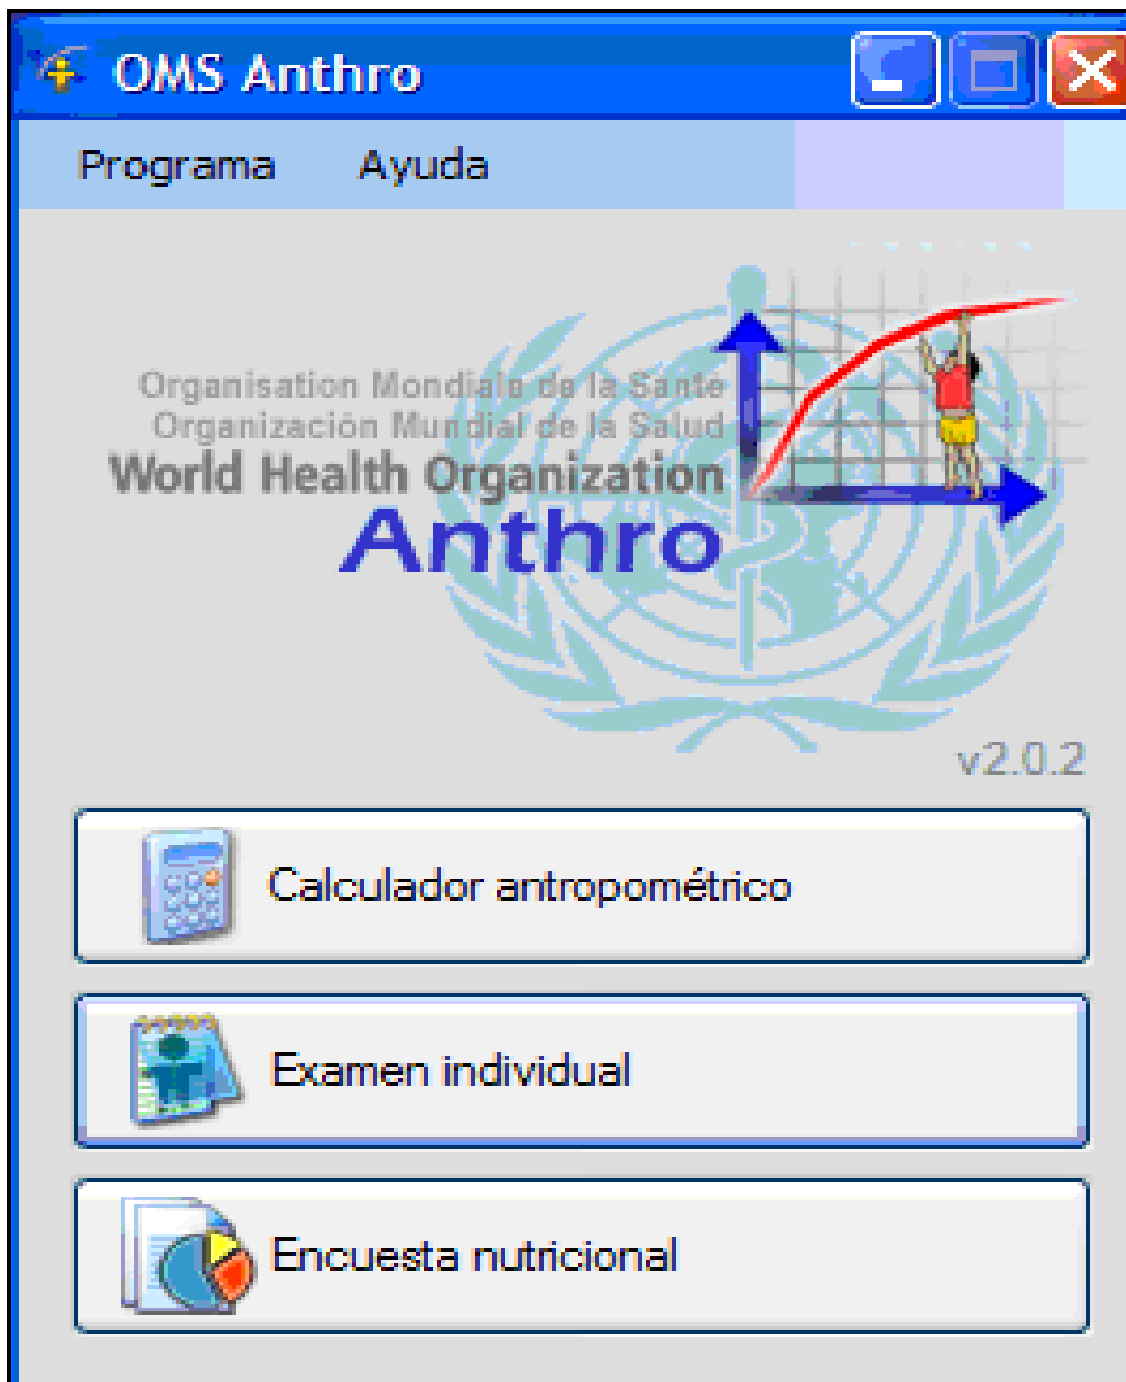 OMS Anthro
Programa Ayuda
Organisation Mondiale de la Santé
Organización Mundial de la Salud
World Health Organization
Anthro
v2.0.2
Calculador antropométrico
Examen individual
Encuesta nutricional